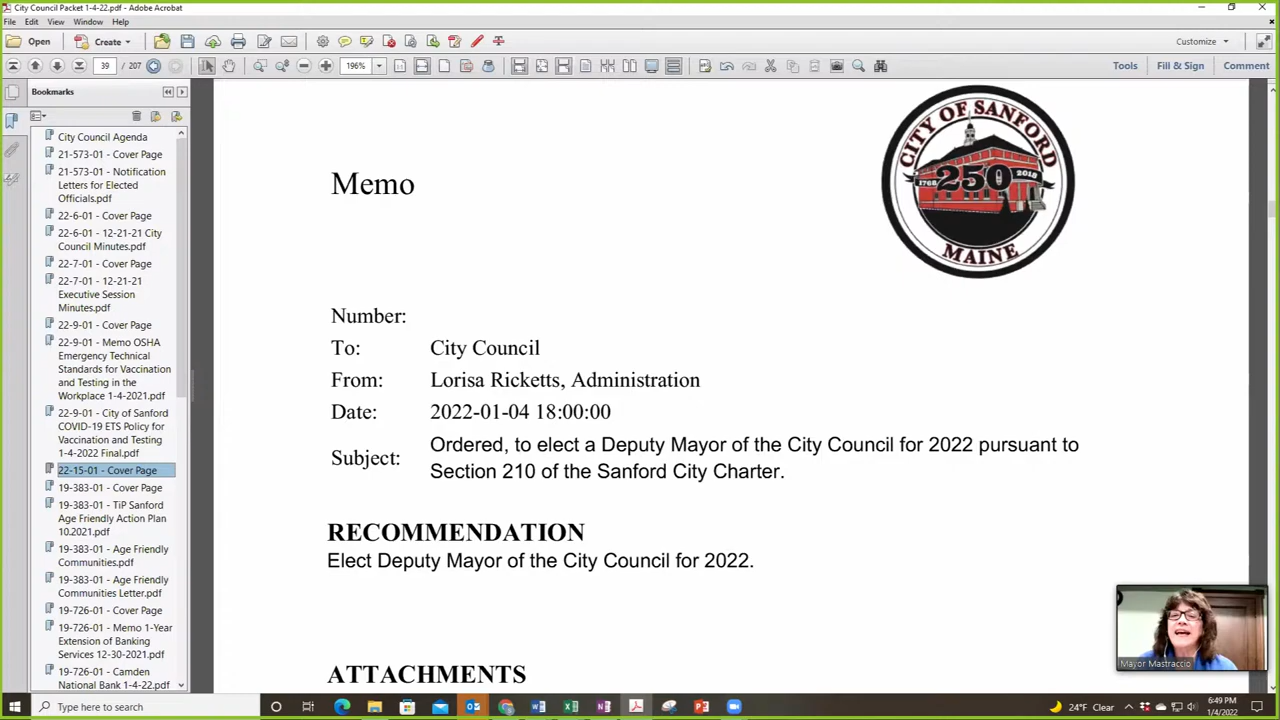 City Council Packet 1-4-22.pdf - Adobe Acrobat
File Edit View Window Help
Open Create Customize
39 / 207 196% Tools Fill & Sign Comment
Bookmarks
City Council Agenda
21-573-01 - Cover Page
21-573-01 - Notification
Letters for Elected
Officials.pdf
22-6-01 - Cover Page
22-6-01 - 12-21-21 City
Council Minutes.pdf
22-7-01 - Cover Page
22-7-01 - 12-21-21
Executive Session
Minutes.pdf
22-9-01 - Cover Page
22-9-01 - Memo OSHA
Emergency Technical
Standards for Vaccination
and Testing in the
Workplace 1-4-2021.pdf
22-9-01 - City of Sanford
COVID-19 ETS Policy for
Vaccination and Testing
1-4-2022 Final.pdf
22-15-01 - Cover Page
19-383-01 - Cover Page
19-383-01 - TiP Sanford
Age Friendly Action Plan
10.2021.pdf
19-383-01 - Age Friendly
Communities.pdf
19-383-01 - Age Friendly
Communities Letter.pdf
19-726-01 - Cover Page
19-726-01 - Memo 1-Year
Extension of Banking
Services 12-30-2021.pdf
19-726-01 - Camden
National Bank 1-4-22.pdf
CITY OF SANFORD
1768 250 2018
MAINE
Memo
Number:
To: City Council
From: Lorisa Ricketts, Administration
Date: 2022-01-04 18:00:00
Subject: Ordered, to elect a Deputy Mayor of the City Council for 2022 pursuant to
Section 210 of the Sanford City Charter.
RECOMMENDATION
Elect Deputy Mayor of the City Council for 2022.
ATTACHMENTS
Mayor Mastraccio
Type here to search
24°F Clear
6:49 PM
1/4/2022